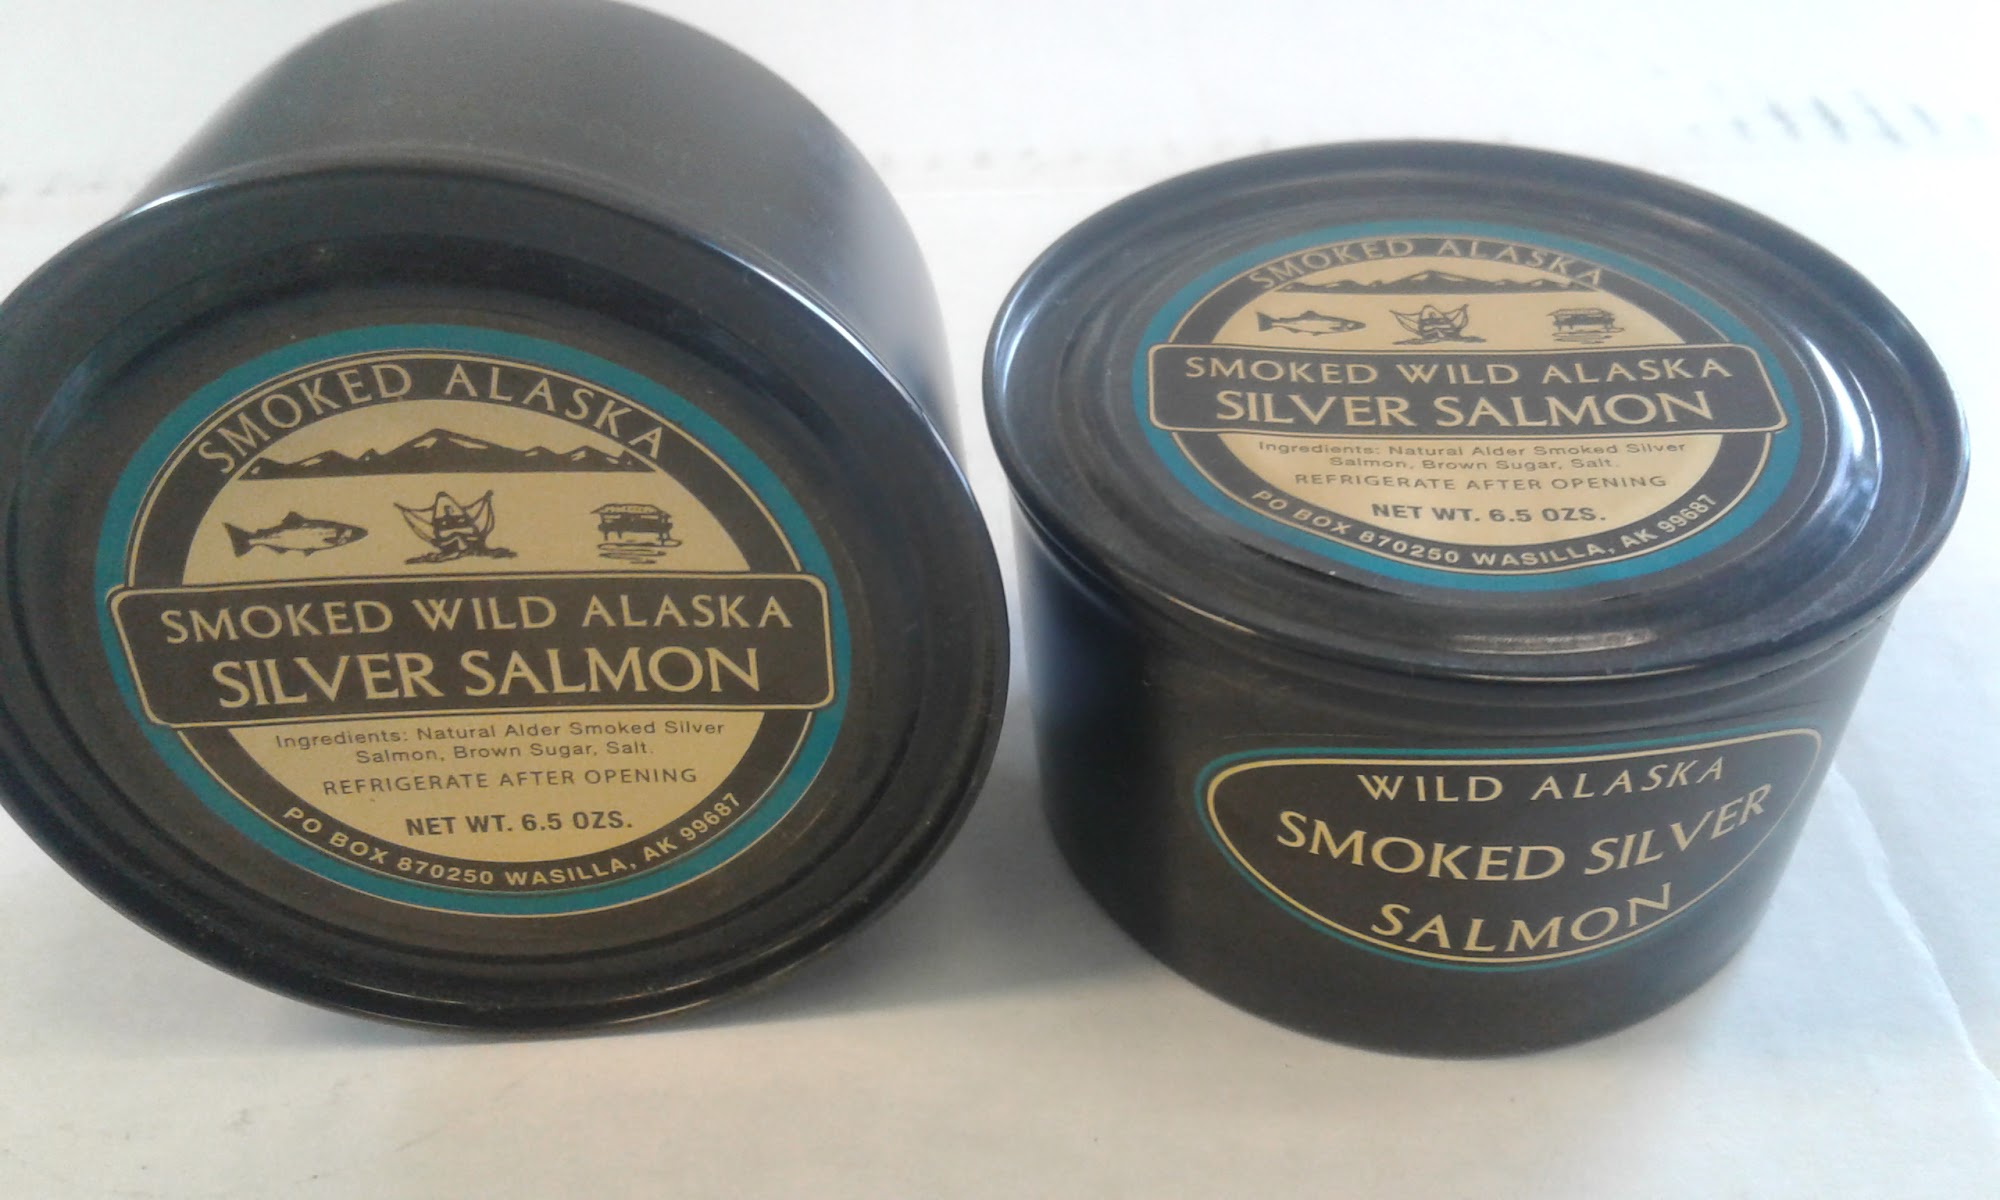 SMOKED ALASKA
SMOKED WILD ALASKA
SILVER SALMON
Ingredients: Natural Alder Smoked Silver
Salmon, Brown Sugar, Salt.
REFRIGERATE AFTER OPENING
NET WT. 6.5 OZS.
PO BOX 870250 WASILLA, AK 99687
SMOKED ALASKA
SMOKED WILD ALASKA
SILVER SALMON
Ingredients: Natural Alder Smoked Silver
Salmon, Brown Sugar, Salt.
REFRIGERATE AFTER OPENING
NET WT. 6.5 OZS.
PO BOX 870250 WASILLA, AK 99687
WILD ALASKA
SMOKED SILVER
SALMON